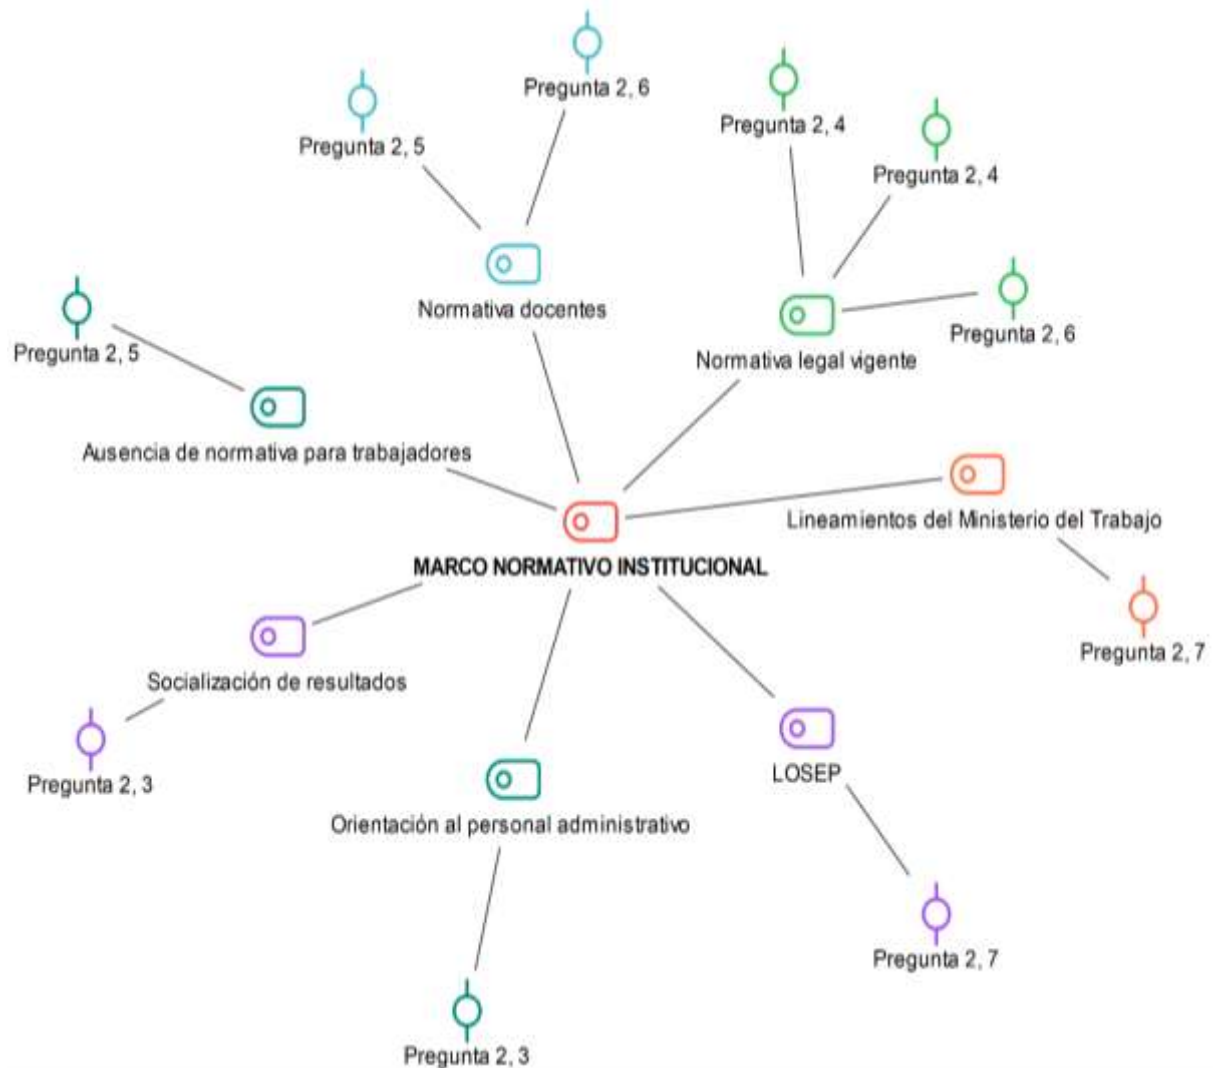 Pregunta 2, 6
Pregunta 2, 5
Pregunta 2, 4
Pregunta 2, 4
Normativa docentes
Pregunta 2, 6
Pregunta 2, 5
Normativa legal vigente
Ausencia de normativa para trabajadores
Lineamientos del Ministerio del Trabajo
MARCO NORMATIVO INSTITUCIONAL
Pregunta 2, 7
Socialización de resultados
LOSEP
Pregunta 2, 3
Orientación al personal administrativo
Pregunta 2, 7
Pregunta 2, 3